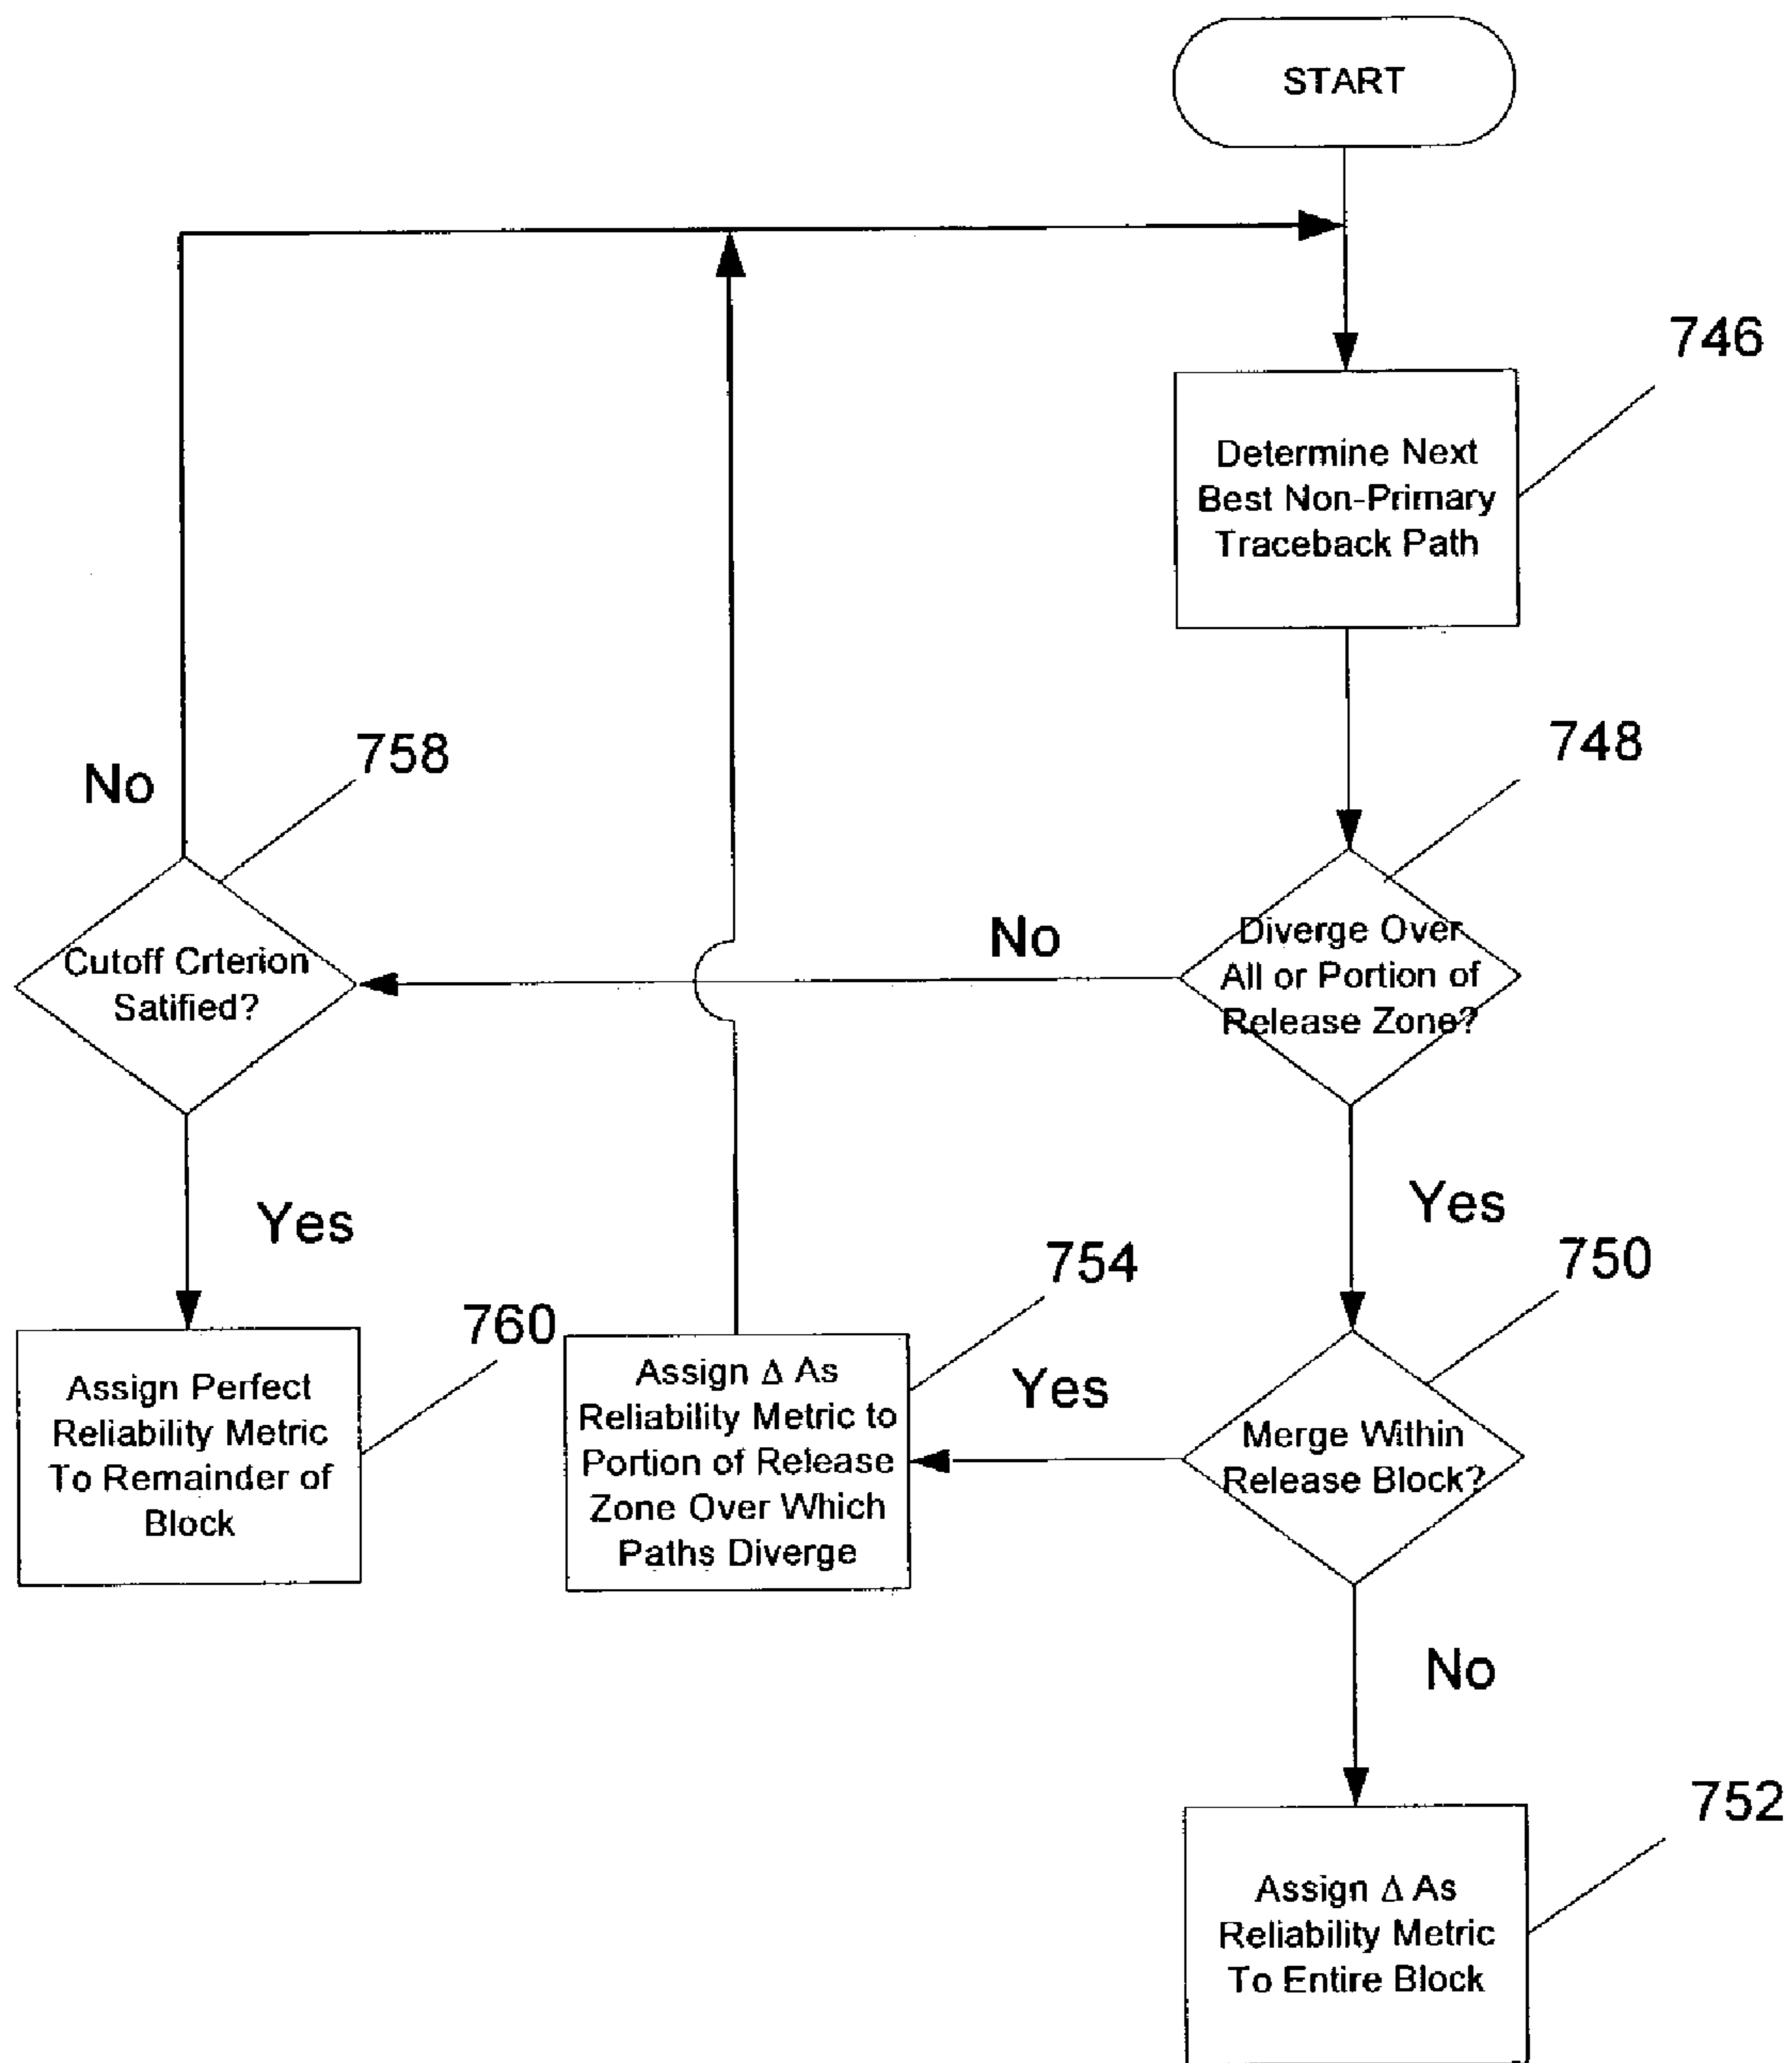 START
746
Determine Next
Best Non-Primary
Traceback Path
748
Diverge Over
All or Portion of
Release Zone?
No
758
No
Cutoff Crterion
Satified?
Yes
Yes
750
Merge Within
Release Block?
Yes
754
Assign Δ As
Reliability Metric to
Portion of Release
Zone Over Which
Paths Diverge
760
Assign Perfect
Reliability Metric
To Remainder of
Block
No
752
Assign Δ As
Reliability Metric
To Entire Block